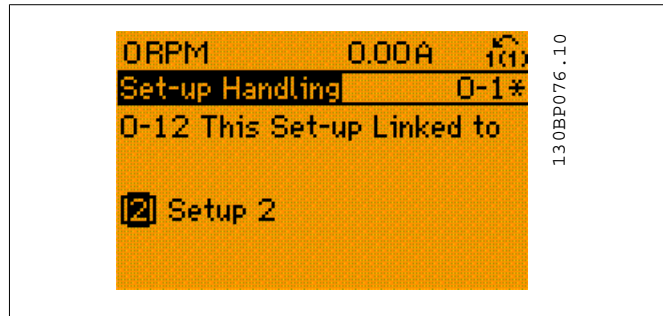 0RPM 0.00A 1(1)
Set-up Handling 0-1*
0-12 This Set-up Linked to
[2] Setup 2
130BP076.10